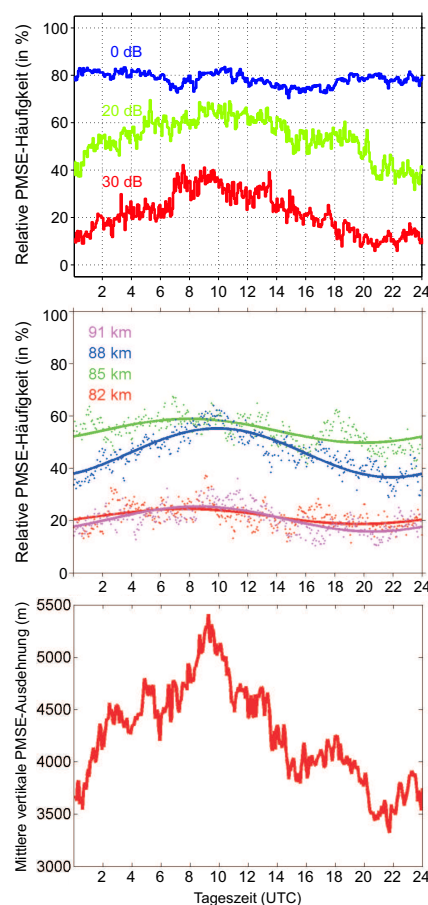 Relative PMSE-Häufigkeit (in %)
100
80
60
40
20
0
0 dB
20 dB
30 dB
2 4 6 8 10 12 14 16 18 20 22 24
Relative PMSE-Häufigkeit (in %)
100
80
60
40
20
0
91 km
88 km
85 km
82 km
0 2 4 6 8 10 12 14 16 18 20 22 24
Mittlere vertikale PMSE-Ausdehnung (m)
5500
5000
4500
4000
3500
3000
0 2 4 6 8 10 12 14 16 18 20 22 24
Tageszeit (UTC)